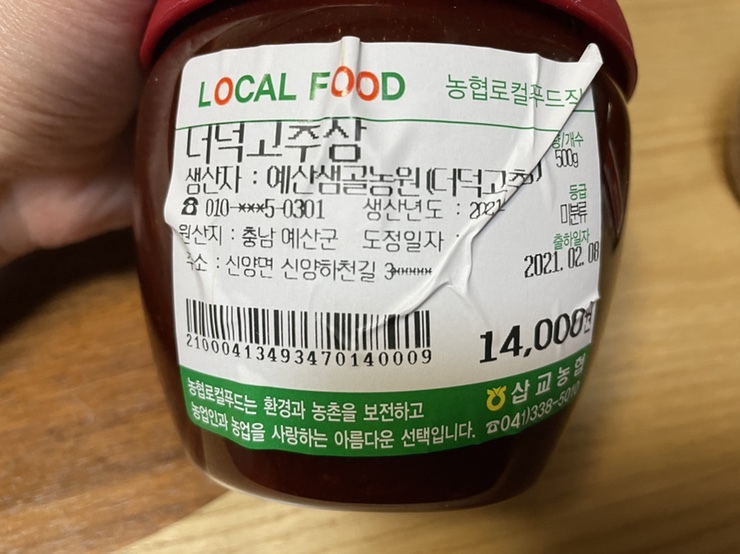 LOCAL FOOD 농협로컬푸드직
더덕고추장
량/개수
500g
생산자 : 예산샘골농원(더덕고추)
☎ 010-***5-0301 생산년도 : 2021
등급
미분류
원산지 : 충남 예산군 도정일자 :
출하일자
2021. 02. 08
주소 : 신양면 신양하천길 3*****
21000413493470140009
14,000원
농협로컬푸드는 환경과 농촌을 보전하고
농업인과 농업을 사랑하는 아름다운 선택입니다.
삽교농협
☎041)338-5010